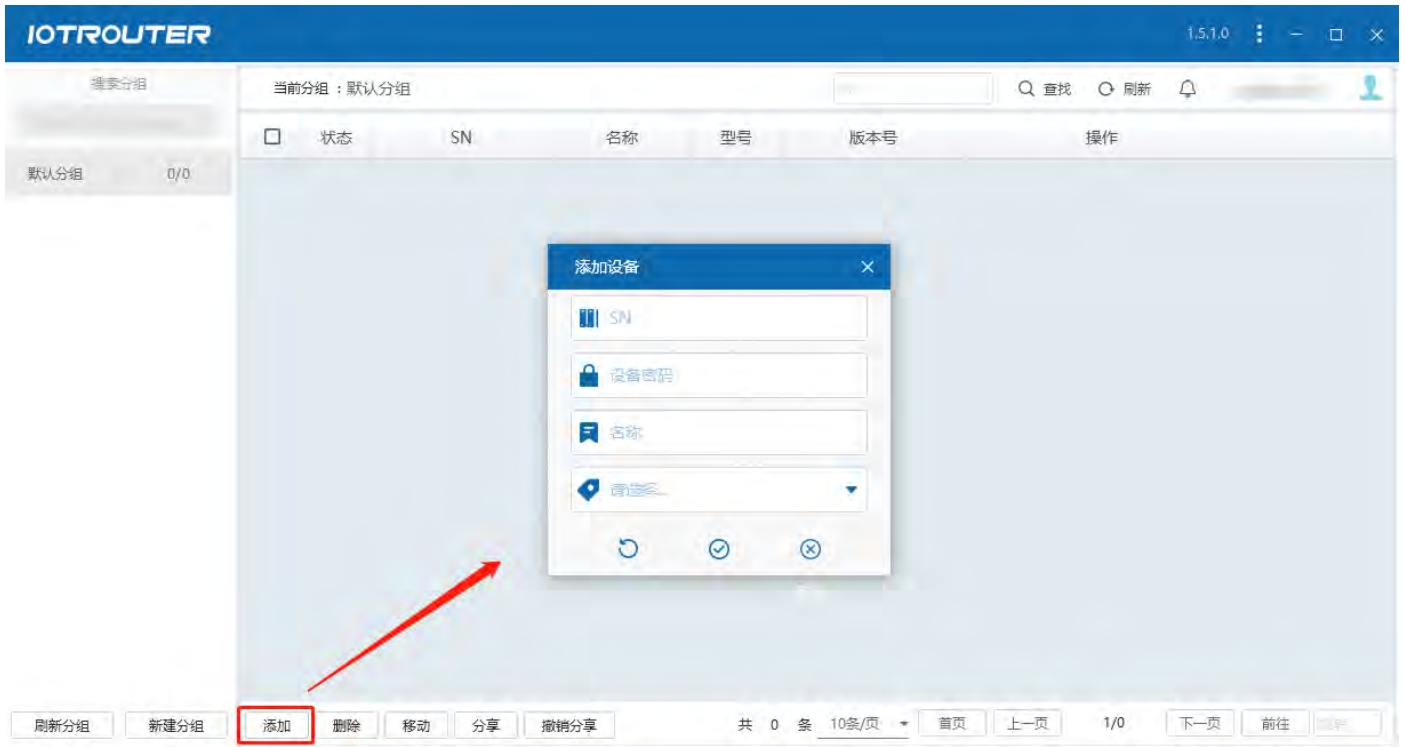 IOTROUTER 1.5.1.0
搜索分组
当前分组：默认分组 查找 刷新
状态 SN 名称 型号 版本号 操作
默认分组 0/0
添加设备
SN
设备密码
名称
请选择...
刷新分组 新建分组 添加 删除 移动 分享 撤销分享 共 0 条 10条/页 首页 上一页 1/0 下一页 前往